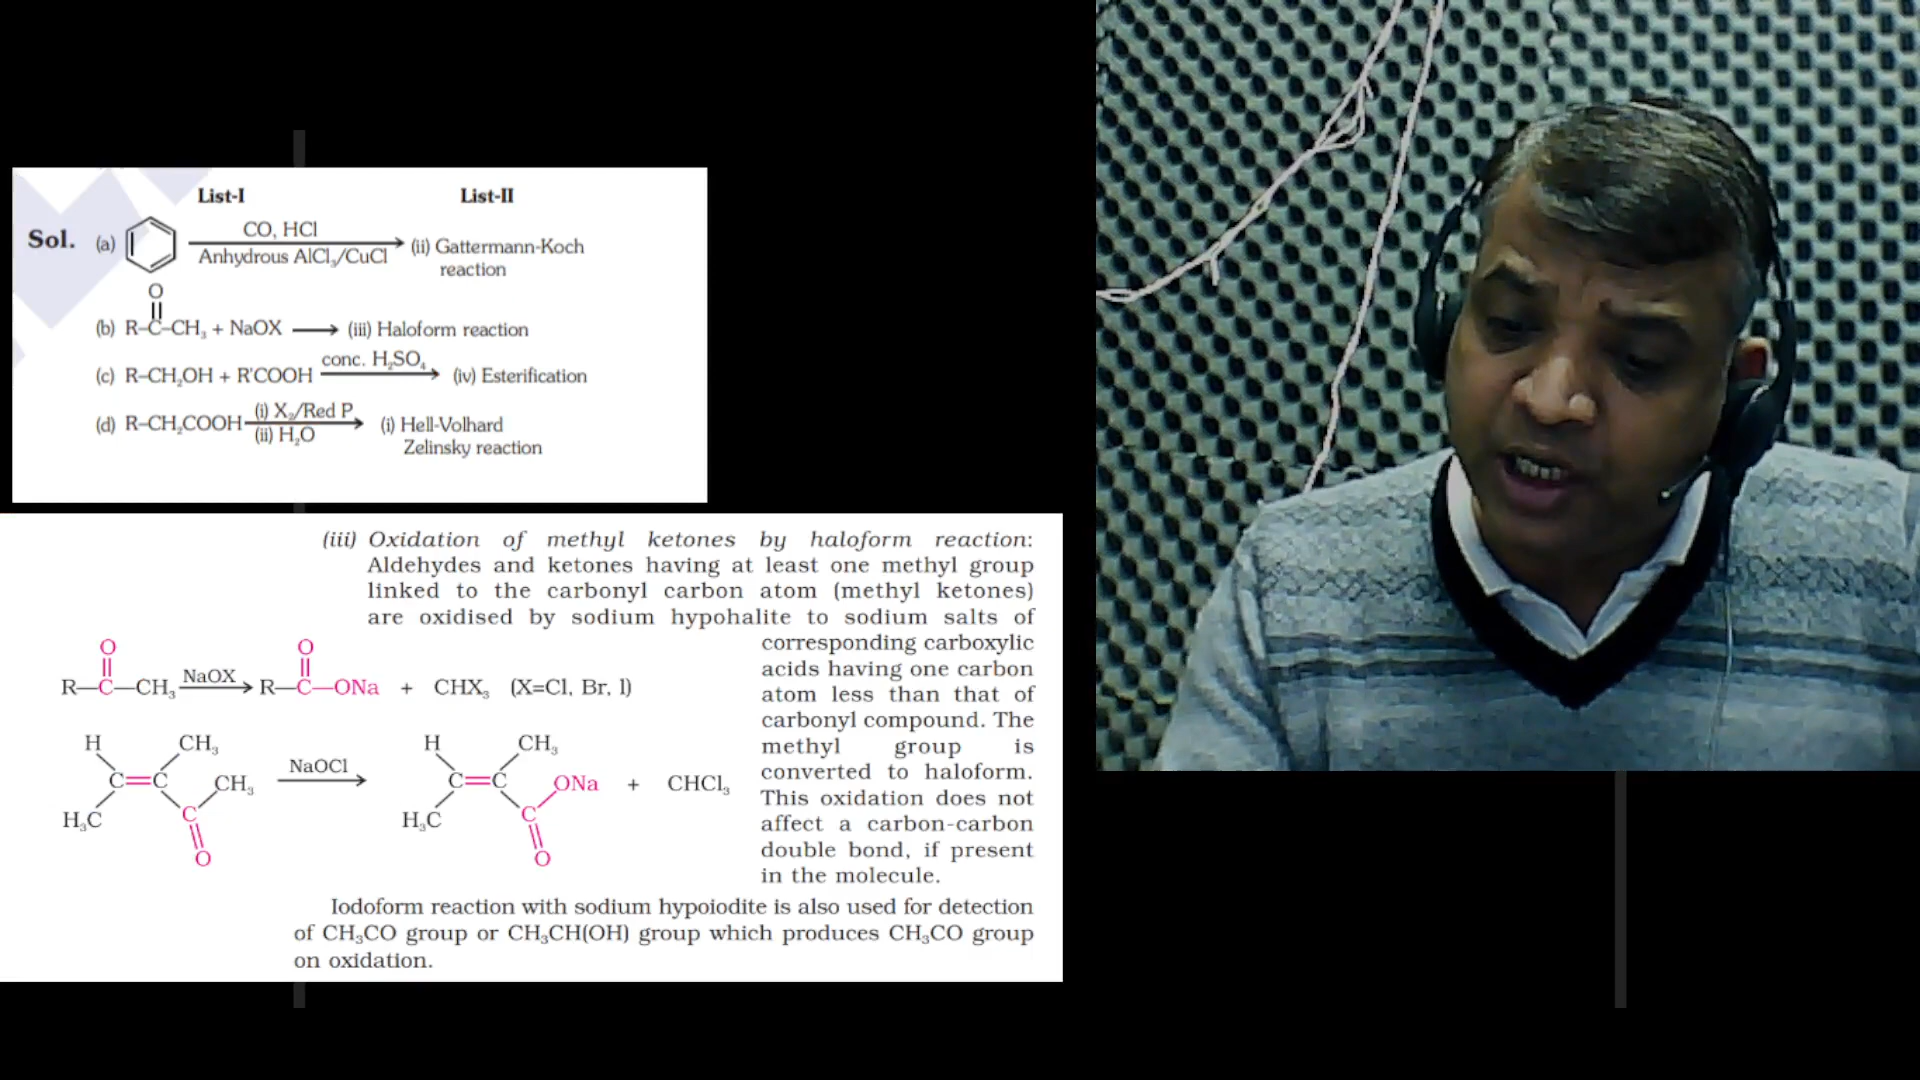 List-I List-II
Sol. (a) CO, HCl
Anhydrous AlCl₃/CuCl (ii) Gattermann-Koch
reaction
O
(b) R–C–CH₃ + NaOX ⟶ (iii) Haloform reaction
(c) R–CH₂OH + R'COOH conc. H₂SO₄ (iv) Esterification
(d) R–CH₂COOH (i) X₂/Red P (i) Hell-Volhard
(ii) H₂O Zelinsky reaction
(iii) Oxidation of methyl ketones by haloform reaction:
Aldehydes and ketones having at least one methyl group
linked to the carbonyl carbon atom (methyl ketones)
are oxidised by sodium hypohalite to sodium salts of
corresponding carboxylic
acids having one carbon
atom less than that of
carbonyl compound. The
methyl group is
converted to haloform.
This oxidation does not
affect a carbon-carbon
double bond, if present
in the molecule.
O O
R—C—CH₃ NaOX R—C—ONa + CHX₃ (X=Cl, Br, I)
H CH₃ H CH₃
C=C CH₃ NaOCl C=C ONa + CHCl₃
H₃C C H₃C C
O O
Iodoform reaction with sodium hypoiodite is also used for detection
of CH₃CO group or CH₃CH(OH) group which produces CH₃CO group
on oxidation.